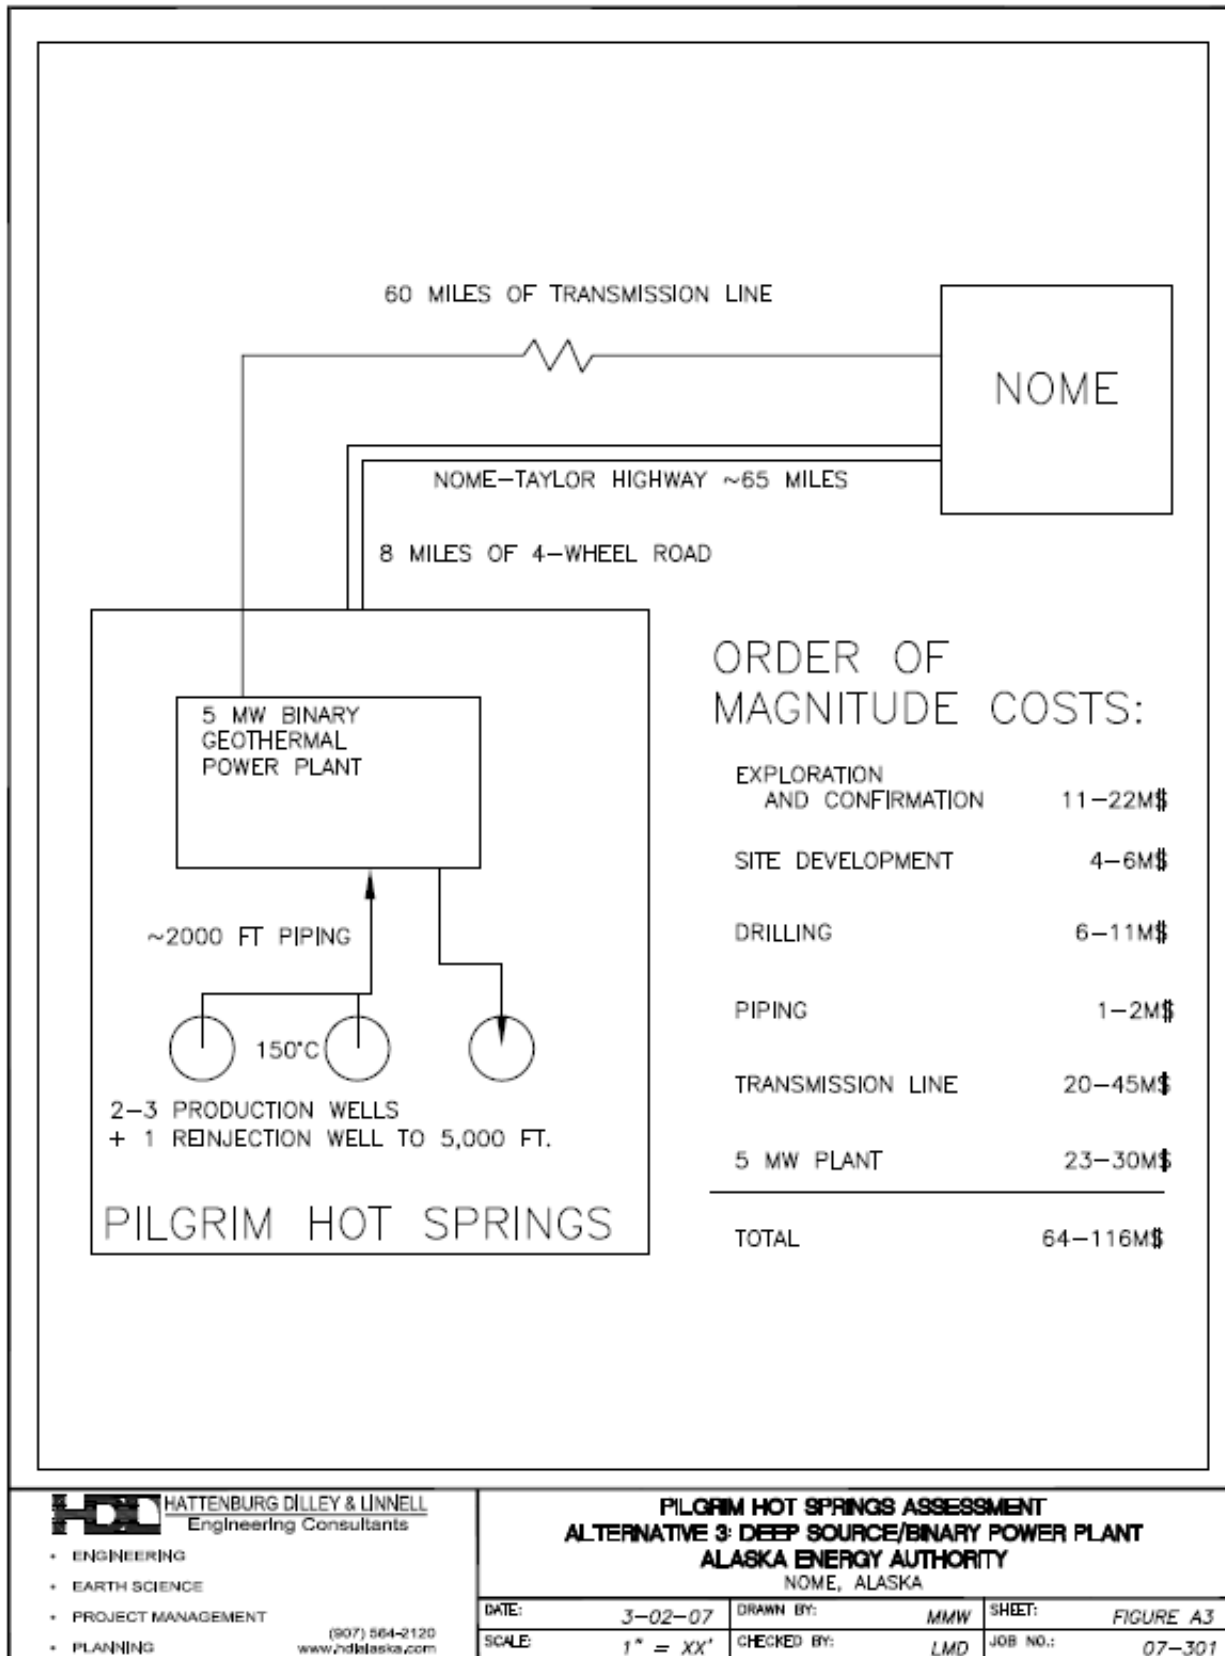 60 MILES OF TRANSMISSION LINE
NOME
NOME-TAYLOR HIGHWAY ~65 MILES
8 MILES OF 4-WHEEL ROAD
5 MW BINARY
GEOTHERMAL
POWER PLANT
~2000 FT PIPING
150°C
2-3 PRODUCTION WELLS
+ 1 REINJECTION WELL TO 5,000 FT.
PILGRIM HOT SPRINGS
ORDER OF
MAGNITUDE COSTS:
EXPLORATION
AND CONFIRMATION 11-22M$
SITE DEVELOPMENT 4-6M$
DRILLING 6-11M$
PIPING 1-2M$
TRANSMISSION LINE 20-45M$
5 MW PLANT 23-30M$
TOTAL 64-116M$
HDL HATTENBURG DILLEY & LINNELL
Engineering Consultants
• ENGINEERING
• EARTH SCIENCE
• PROJECT MANAGEMENT
• PLANNING
(907) 564-2120
www.hdlalaska.com
PILGRIM HOT SPRINGS ASSESSMENT
ALTERNATIVE 3: DEEP SOURCE/BINARY POWER PLANT
ALASKA ENERGY AUTHORITY
NOME, ALASKA
DATE: 3-02-07 DRAWN BY: MMW SHEET: FIGURE A3
SCALE: 1" = XX' CHECKED BY: LMD JOB NO.: 07-301